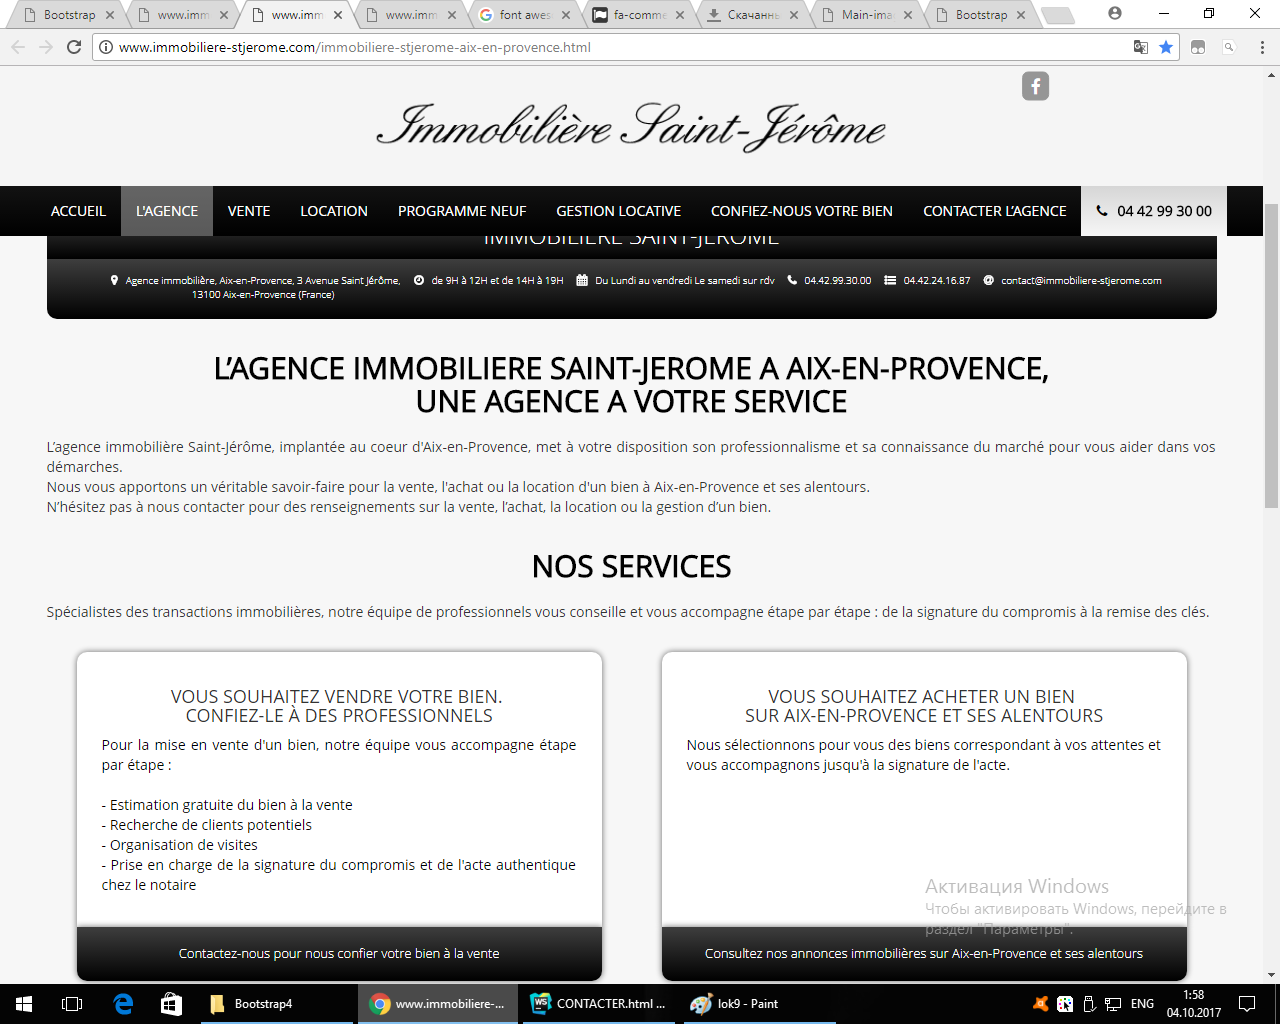 Bootstrap
www.imm
www.imm
www.imm
font awes
fa-comme
Скачанны
Main-ima
Bootstrap
www.immobiliere-stjerome.com/immobiliere-stjerome-aix-en-provence.html
Immobilière Saint-Jérôme
ACCUEIL L'AGENCE VENTE LOCATION PROGRAMME NEUF GESTION LOCATIVE CONFIEZ-NOUS VOTRE BIEN CONTACTER L’AGENCE 04 42 99 30 00
IMMOBILIERE SAINT-JEROME
Agence immobilière, Aix-en-Provence, 3 Avenue Saint Jérôme, de 9H à 12H et de 14H à 19H Du Lundi au vendredi Le samedi sur rdv 04.42.99.30.00 04.42.24.16.87 contact@immobiliere-stjerome.com
13100 Aix-en-Provence (France)
L’AGENCE IMMOBILIERE SAINT-JEROME A AIX-EN-PROVENCE,
UNE AGENCE A VOTRE SERVICE
L’agence immobilière Saint-Jérôme, implantée au coeur d'Aix-en-Provence, met à votre disposition son professionnalisme et sa connaissance du marché pour vous aider dans vos
démarches.
Nous vous apportons un véritable savoir-faire pour la vente, l'achat ou la location d'un bien à Aix-en-Provence et ses alentours.
N’hésitez pas à nous contacter pour des renseignements sur la vente, l’achat, la location ou la gestion d’un bien.
NOS SERVICES
Spécialistes des transactions immobilières, notre équipe de professionnels vous conseille et vous accompagne étape par étape : de la signature du compromis à la remise des clés.
VOUS SOUHAITEZ VENDRE VOTRE BIEN.
CONFIEZ-LE À DES PROFESSIONNELS
Pour la mise en vente d'un bien, notre équipe vous accompagne étape
par étape :
- Estimation gratuite du bien à la vente
- Recherche de clients potentiels
- Organisation de visites
- Prise en charge de la signature du compromis et de l'acte authentique
chez le notaire
Contactez-nous pour nous confier votre bien à la vente
VOUS SOUHAITEZ ACHETER UN BIEN
SUR AIX-EN-PROVENCE ET SES ALENTOURS
Nous sélectionnons pour vous des biens correspondant à vos attentes et
vous accompagnons jusqu'à la signature de l'acte.
Consultez nos annonces immobilières sur Aix-en-Provence et ses alentours
Активация Windows
Чтобы активировать Windows, перейдите в
раздел "Параметры".
Bootstrap4
www.immobiliere-...
CONTACTER.html ...
lok9 - Paint
ENG
1:58
04.10.2017